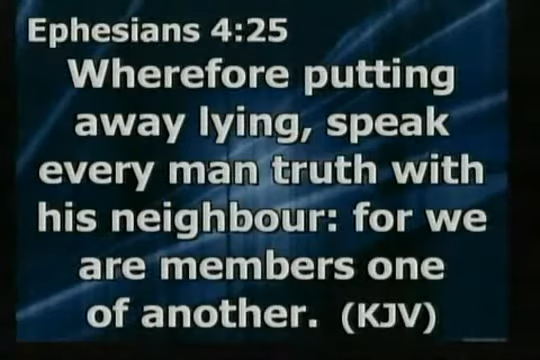 Ephesians 4:25
Wherefore putting
away lying, speak
every man truth with
his neighbour: for we
are members one
of another. (KJV)